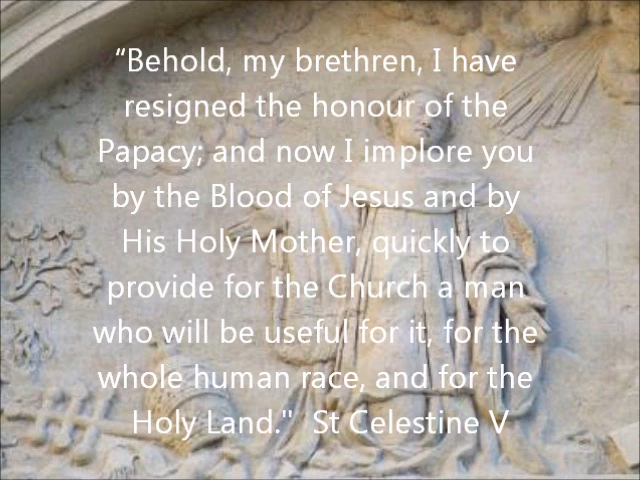 “Behold, my brethren, I have
resigned the honour of the
Papacy; and now I implore you
by the Blood of Jesus and by
His Holy Mother, quickly to
provide for the Church a man
who will be useful for it, for the
whole human race, and for the
Holy Land."  St Celestine V